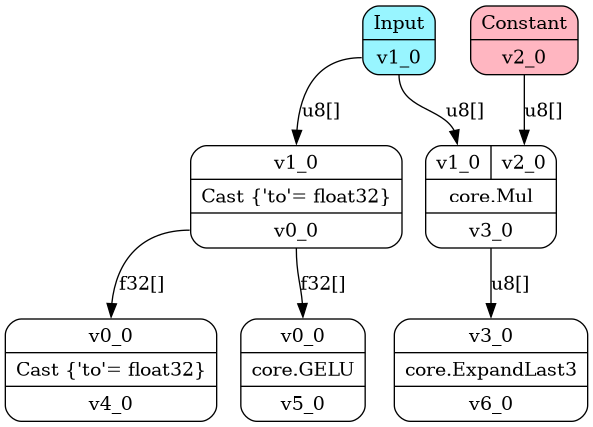 Input
v1_0
Constant
v2_0
u8[]
u8[]
u8[]
v1_0
Cast {'to'= float32}
v0_0
v1_0 v2_0
core.Mul
v3_0
f32[]
f32[]
u8[]
v0_0
Cast {'to'= float32}
v4_0
v0_0
core.GELU
v5_0
v3_0
core.ExpandLast3
v6_0